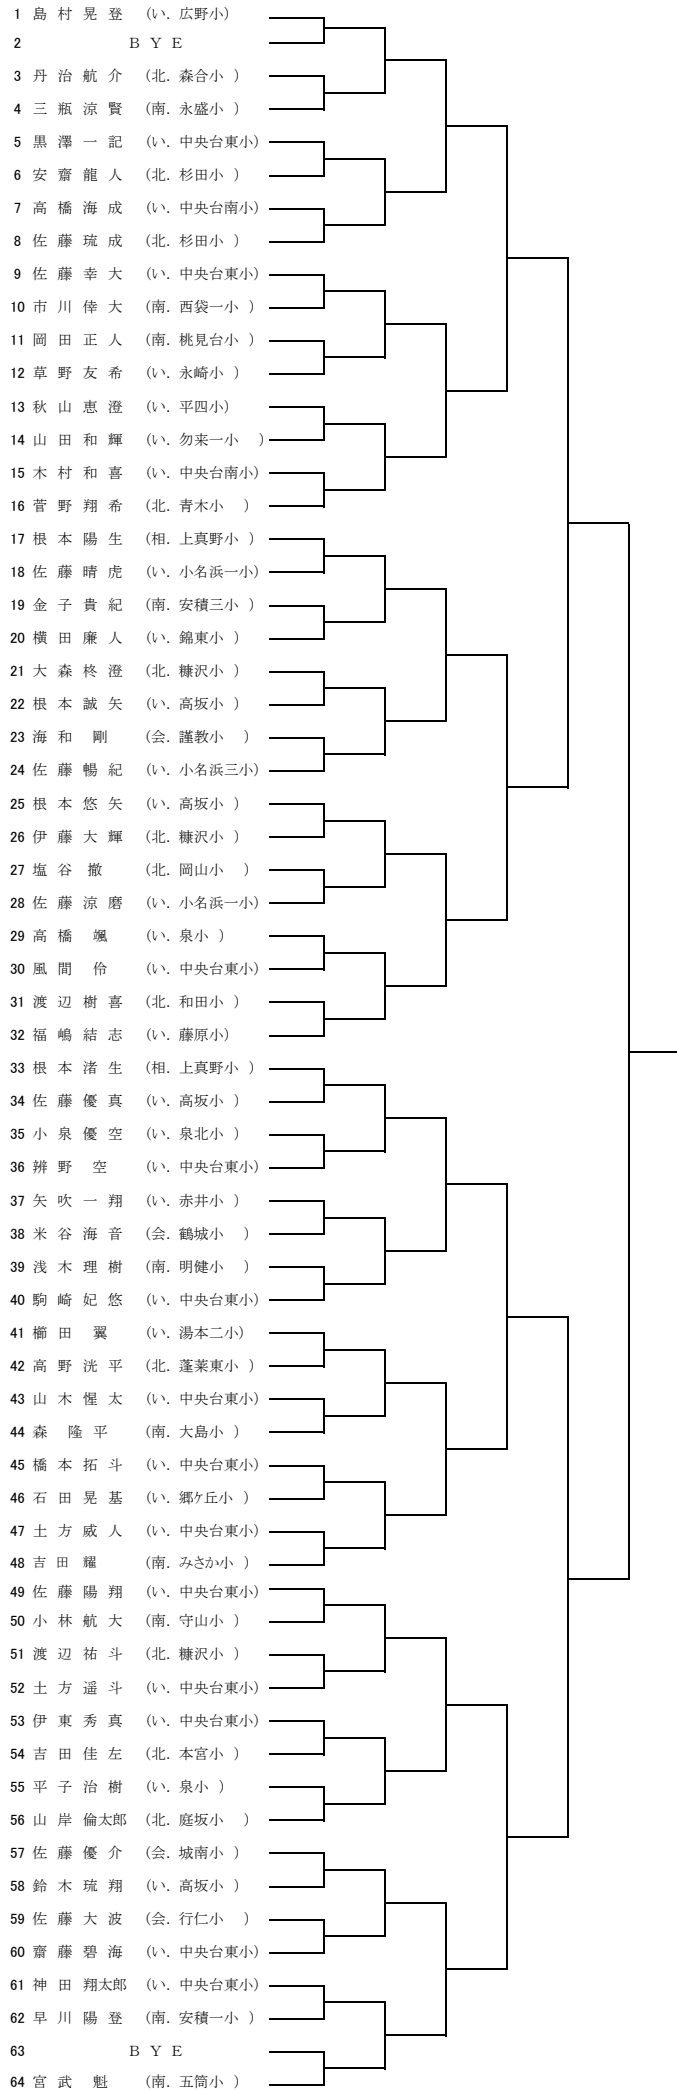 1 島 村 晃 登 (い．広野小)
2 ＢＹＥ
3 丹 治 航 介 (北．森合小 )
4 三 瓶 涼 賢 (南．永盛小 )
5 黒 澤 一 記 (い．中央台東小)
6 安 齋 龍 人 (北．杉田小 )
7 高 橋 海 成 (い．中央台南小)
8 佐 藤 琉 成 (北．杉田小 )
9 佐 藤 幸 大 (い．中央台東小)
10 市 川 倖 大 (南．西袋一小 )
11 岡 田 正 人 (南．桃見台小 )
12 草 野 友 希 (い．永崎小 )
13 秋 山 恵 澄 (い．平四小)
14 山 田 和 輝 (い．勿来一小 )
15 木 村 和 喜 (い．中央台南小)
16 菅 野 翔 希 (北．青木小 )
17 根 本 陽 生 (相．上真野小 )
18 佐 藤 晴 虎 (い．小名浜一小)
19 金 子 貴 紀 (南．安積三小 )
20 横 田 廉 人 (い．錦東小 )
21 大 森 柊 澄 (北．糠沢小 )
22 根 本 誠 矢 (い．高坂小 )
23 海 和 剛 (会．謹教小 )
24 佐 藤 暢 紀 (い．小名浜三小)
25 根 本 悠 矢 (い．高坂小 )
26 伊 藤 大 輝 (北．糠沢小 )
27 塩 谷 撤 (北．岡山小 )
28 佐 藤 涼 磨 (い．小名浜一小)
29 高 橋 颯 (い．泉小 )
30 風 間 伶 (い．中央台東小)
31 渡 辺 樹 喜 (北．和田小 )
32 福 嶋 結 志 (い．藤原小)
33 根 本 渚 生 (相．上真野小 )
34 佐 藤 優 真 (い．高坂小 )
35 小 泉 優 空 (い．泉北小 )
36 辨 野 空 (い．中央台東小)
37 矢 吹 一 翔 (い．赤井小 )
38 米 谷 海 音 (会．鶴城小 )
39 浅 木 理 樹 (南．明健小 )
40 駒 崎 妃 悠 (い．中央台東小)
41 櫛 田 翼 (い．湯本二小)
42 高 野 洸 平 (北．蓬莱東小 )
43 山 木 惺 太 (い．中央台東小)
44 森 隆 平 (南．大島小 )
45 橋 本 拓 斗 (い．中央台東小)
46 石 田 晃 基 (い．郷ケ丘小 )
47 土 方 威 人 (い．中央台東小)
48 吉 田 耀 (南．みさか小 )
49 佐 藤 陽 翔 (い．中央台東小)
50 小 林 航 大 (南．守山小 )
51 渡 辺 祐 斗 (北．糠沢小 )
52 土 方 遥 斗 (い．中央台東小)
53 伊 東 秀 真 (い．中央台東小)
54 吉 田 佳 左 (北．本宮小 )
55 平 子 治 樹 (い．泉小 )
56 山 岸 倫太郎 (北．庭坂小 )
57 佐 藤 優 介 (会．城南小 )
58 鈴 木 琉 翔 (い．高坂小 )
59 佐 藤 大 波 (会．行仁小 )
60 齋 藤 碧 海 (い．中央台東小)
61 神 田 翔太郎 (い．中央台東小)
62 早 川 陽 登 (南．安積一小 )
63 ＢＹＥ
64 宮 武 魁 (南．五箇小 )